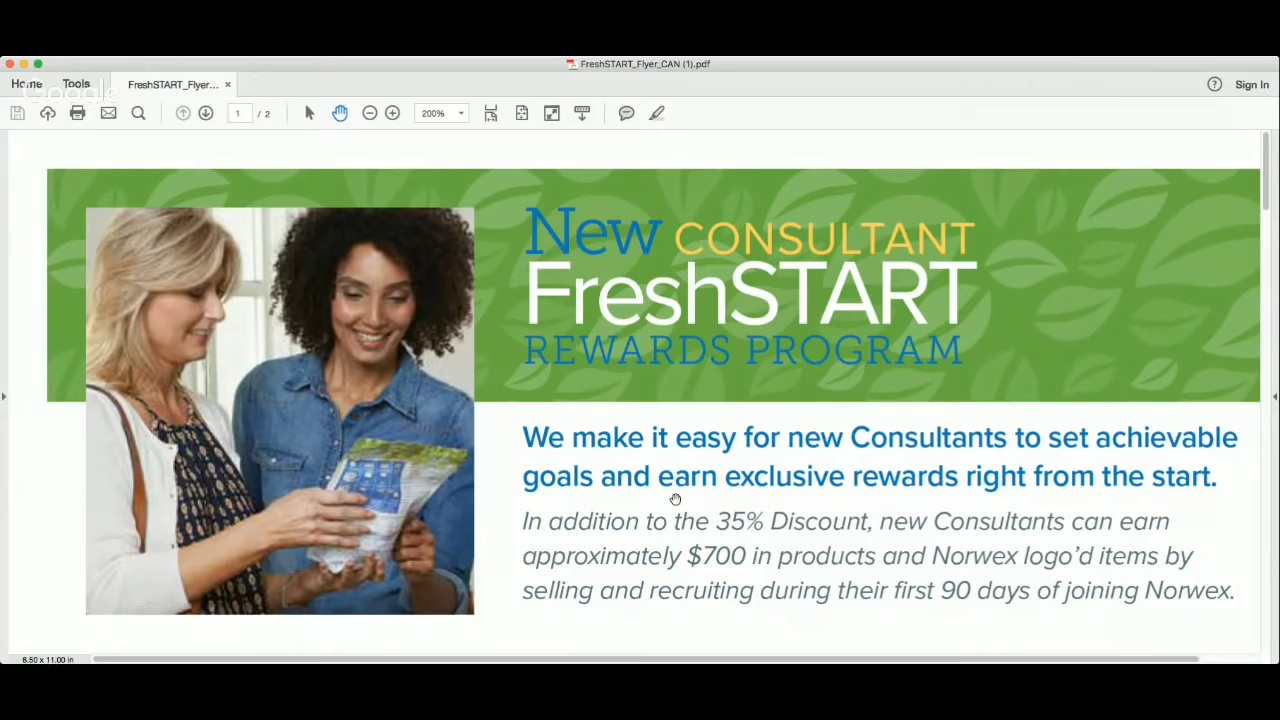 FreshSTART_Flyer_CAN (1).pdf
Home
Tools
FreshSTART_Flyer...
Sign In
Google
1 / 2
200%
New CONSULTANT
FreshSTART
REWARDS PROGRAM
We make it easy for new Consultants to set achievable
goals and earn exclusive rewards right from the start.
In addition to the 35% Discount, new Consultants can earn
approximately $700 in products and Norwex logo'd items by
selling and recruiting during their first 90 days of joining Norwex.
8.50 x 11.00 in